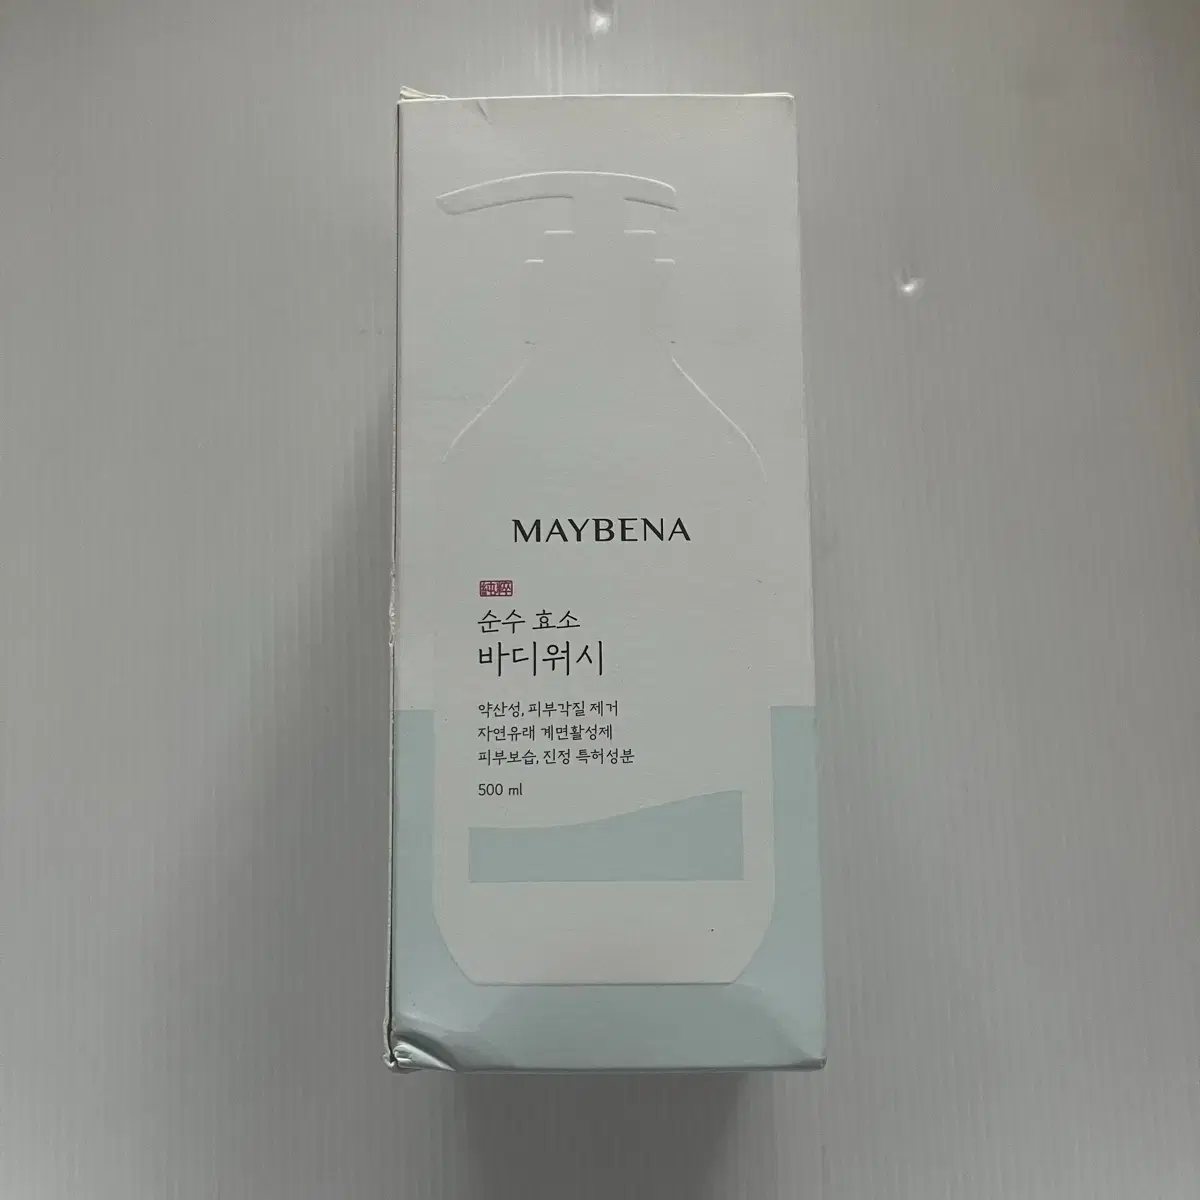 MAYBENA
純粹
순수 효소
바디워시
약산성, 피부각질 제거
자연유래 계면활성제
피부보습, 진정 특허성분
500 ml